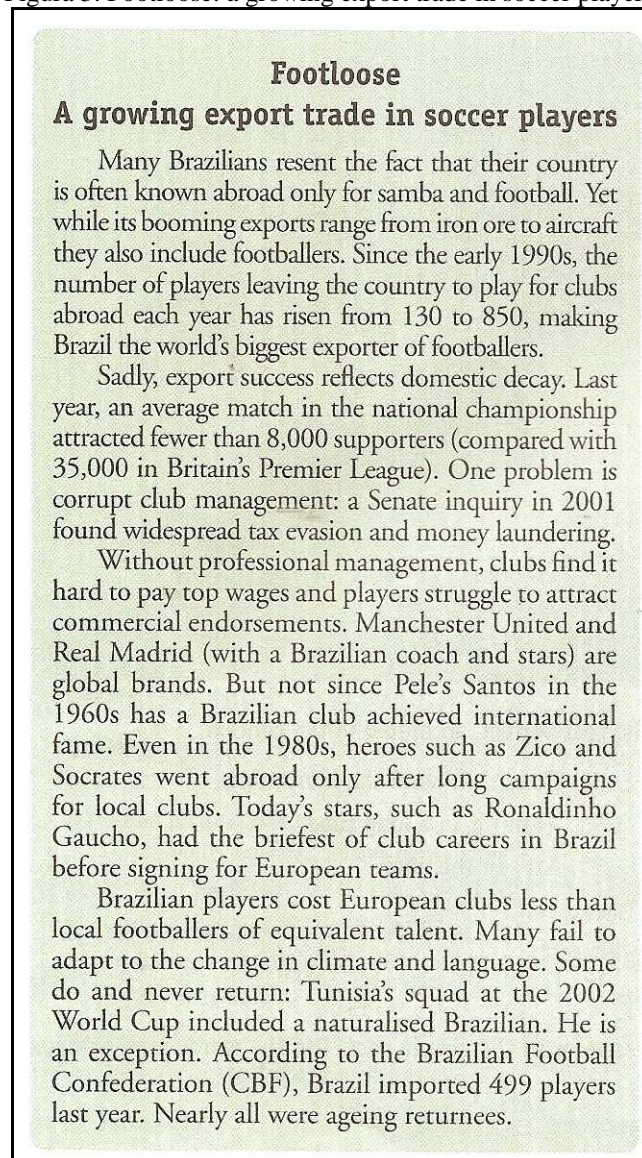 Footloose
A growing export trade in soccer players
Many Brazilians resent the fact that their country
is often known abroad only for samba and football. Yet
while its booming exports range from iron ore to aircraft
they also include footballers. Since the early 1990s, the
number of players leaving the country to play for clubs
abroad each year has risen from 130 to 850, making
Brazil the world's biggest exporter of footballers.
Sadly, export success reflects domestic decay. Last
year, an average match in the national championship
attracted fewer than 8,000 supporters (compared with
35,000 in Britain's Premier League). One problem is
corrupt club management: a Senate inquiry in 2001
found widespread tax evasion and money laundering.
Without professional management, clubs find it
hard to pay top wages and players struggle to attract
commercial endorsements. Manchester United and
Real Madrid (with a Brazilian coach and stars) are
global brands. But not since Pele's Santos in the
1960s has a Brazilian club achieved international
fame. Even in the 1980s, heroes such as Zico and
Socrates went abroad only after long campaigns
for local clubs. Today's stars, such as Ronaldinho
Gaucho, had the briefest of club careers in Brazil
before signing for European teams.
Brazilian players cost European clubs less than
local footballers of equivalent talent. Many fail to
adapt to the change in climate and language. Some
do and never return: Tunisia's squad at the 2002
World Cup included a naturalised Brazilian. He is
an exception. According to the Brazilian Football
Confederation (CBF), Brazil imported 499 players
last year. Nearly all were ageing returnees.